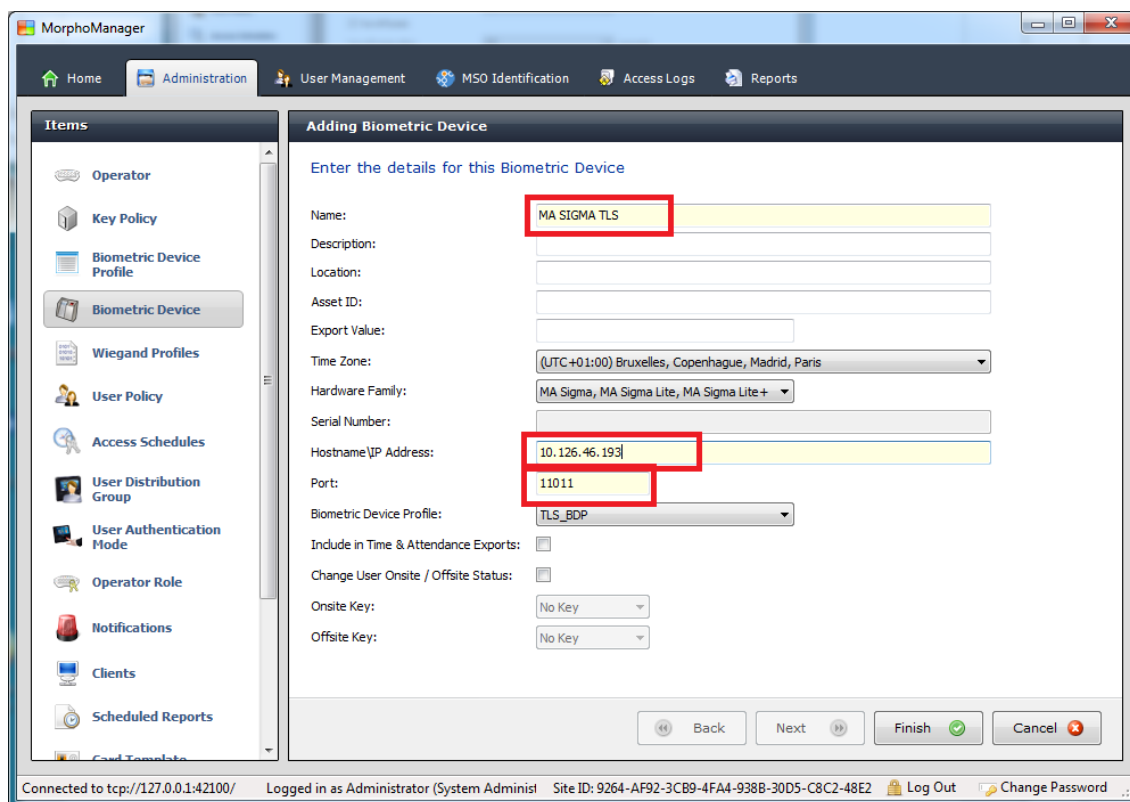 MorphoManager
Home Administration User Management MSO Identification Access Logs Reports
Items
Operator
Key Policy
Biometric Device
Profile
Biometric Device
Wiegand Profiles
User Policy
Access Schedules
User Distribution
Group
User Authentication
Mode
Operator Role
Notifications
Clients
Scheduled Reports
Card Template
Adding Biometric Device
Enter the details for this Biometric Device
Name: MA SIGMA TLS
Description:
Location:
Asset ID:
Export Value:
Time Zone: (UTC+01:00) Bruxelles, Copenhague, Madrid, Paris
Hardware Family: MA Sigma, MA Sigma Lite, MA Sigma Lite+
Serial Number:
Hostname\IP Address: 10.126.46.193
Port: 11011
Biometric Device Profile: TLS_BDP
Include in Time & Attendance Exports:
Change User Onsite / Offsite Status:
Onsite Key: No Key
Offsite Key: No Key
Back Next Finish Cancel
Connected to tcp://127.0.0.1:42100/ Logged in as Administrator (System Administ Site ID: 9264-AF92-3CB9-4FA4-938B-30D5-C8C2-48E2 Log Out Change Password